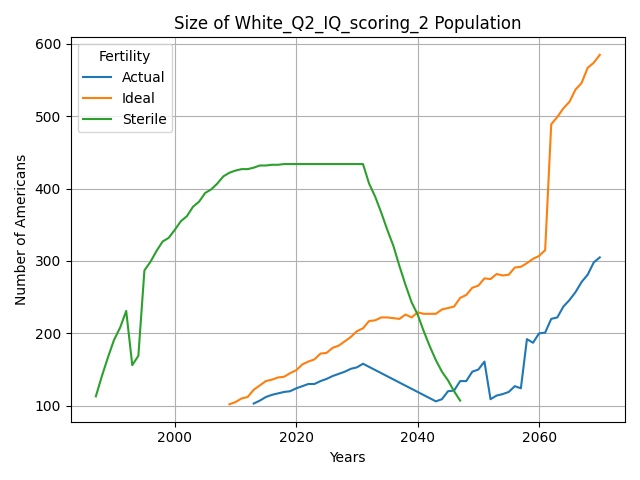 Size of White_Q2_IQ_scoring_2 Population
600
500
400
300
200
100
Number of Americans
Fertility
Actual
Ideal
Sterile
2000
2020
2040
2060
Years